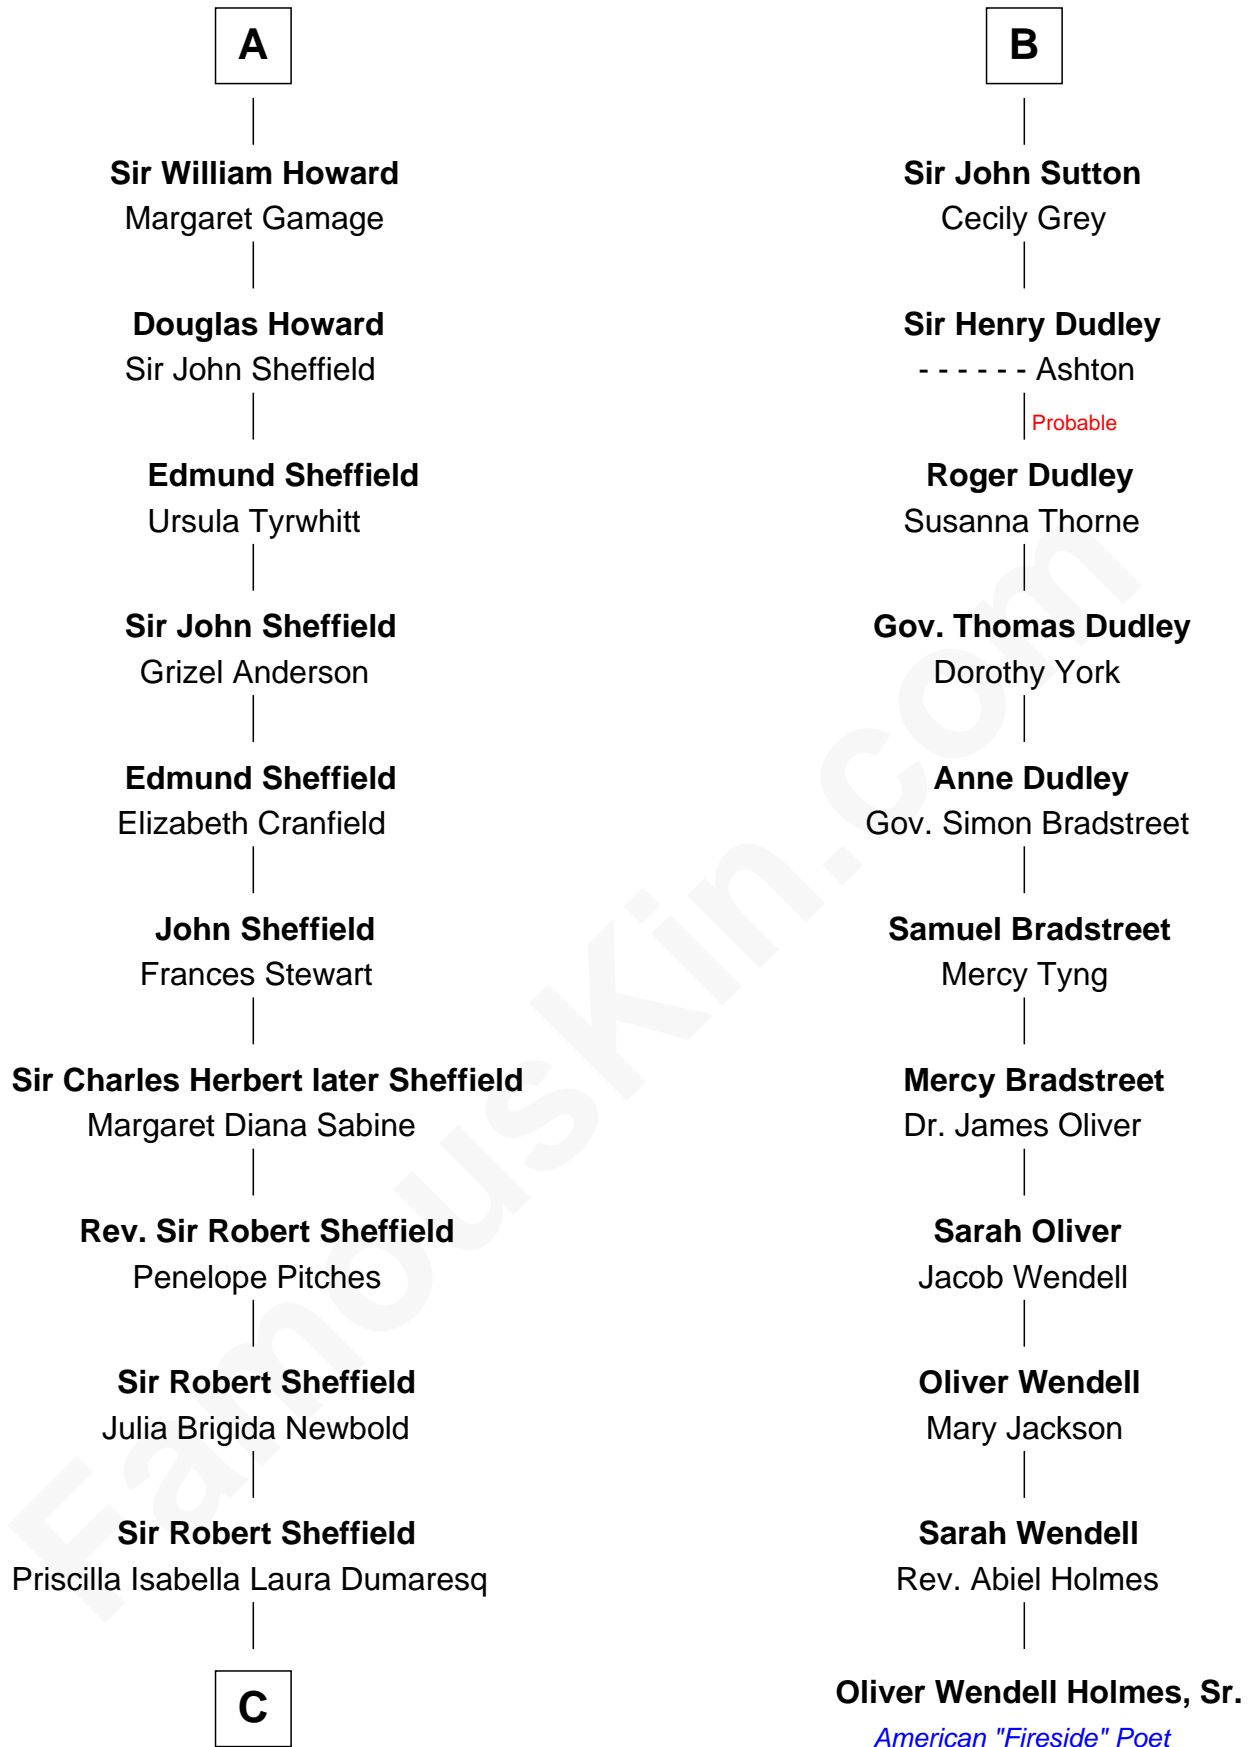 A
Sir William Howard
Margaret Gamage
Douglas Howard
Sir John Sheffield
Edmund Sheffield
Ursula Tyrwhitt
Sir John Sheffield
Grizel Anderson
Edmund Sheffield
Elizabeth Cranfield
John Sheffield
Frances Stewart
Sir Charles Herbert later Sheffield
Margaret Diana Sabine
Rev. Sir Robert Sheffield
Penelope Pitches
Sir Robert Sheffield
Julia Brigida Newbold
Sir Robert Sheffield
Priscilla Isabella Laura Dumaresq
C
B
Sir John Sutton
Cecily Grey
Sir Henry Dudley
- - - - - - Ashton
Probable
Roger Dudley
Susanna Thorne
Gov. Thomas Dudley
Dorothy York
Anne Dudley
Gov. Simon Bradstreet
Samuel Bradstreet
Mercy Tyng
Mercy Bradstreet
Dr. James Oliver
Sarah Oliver
Jacob Wendell
Oliver Wendell
Mary Jackson
Sarah Wendell
Rev. Abiel Holmes
Oliver Wendell Holmes, Sr.
American "Fireside" Poet
FamousKin.com